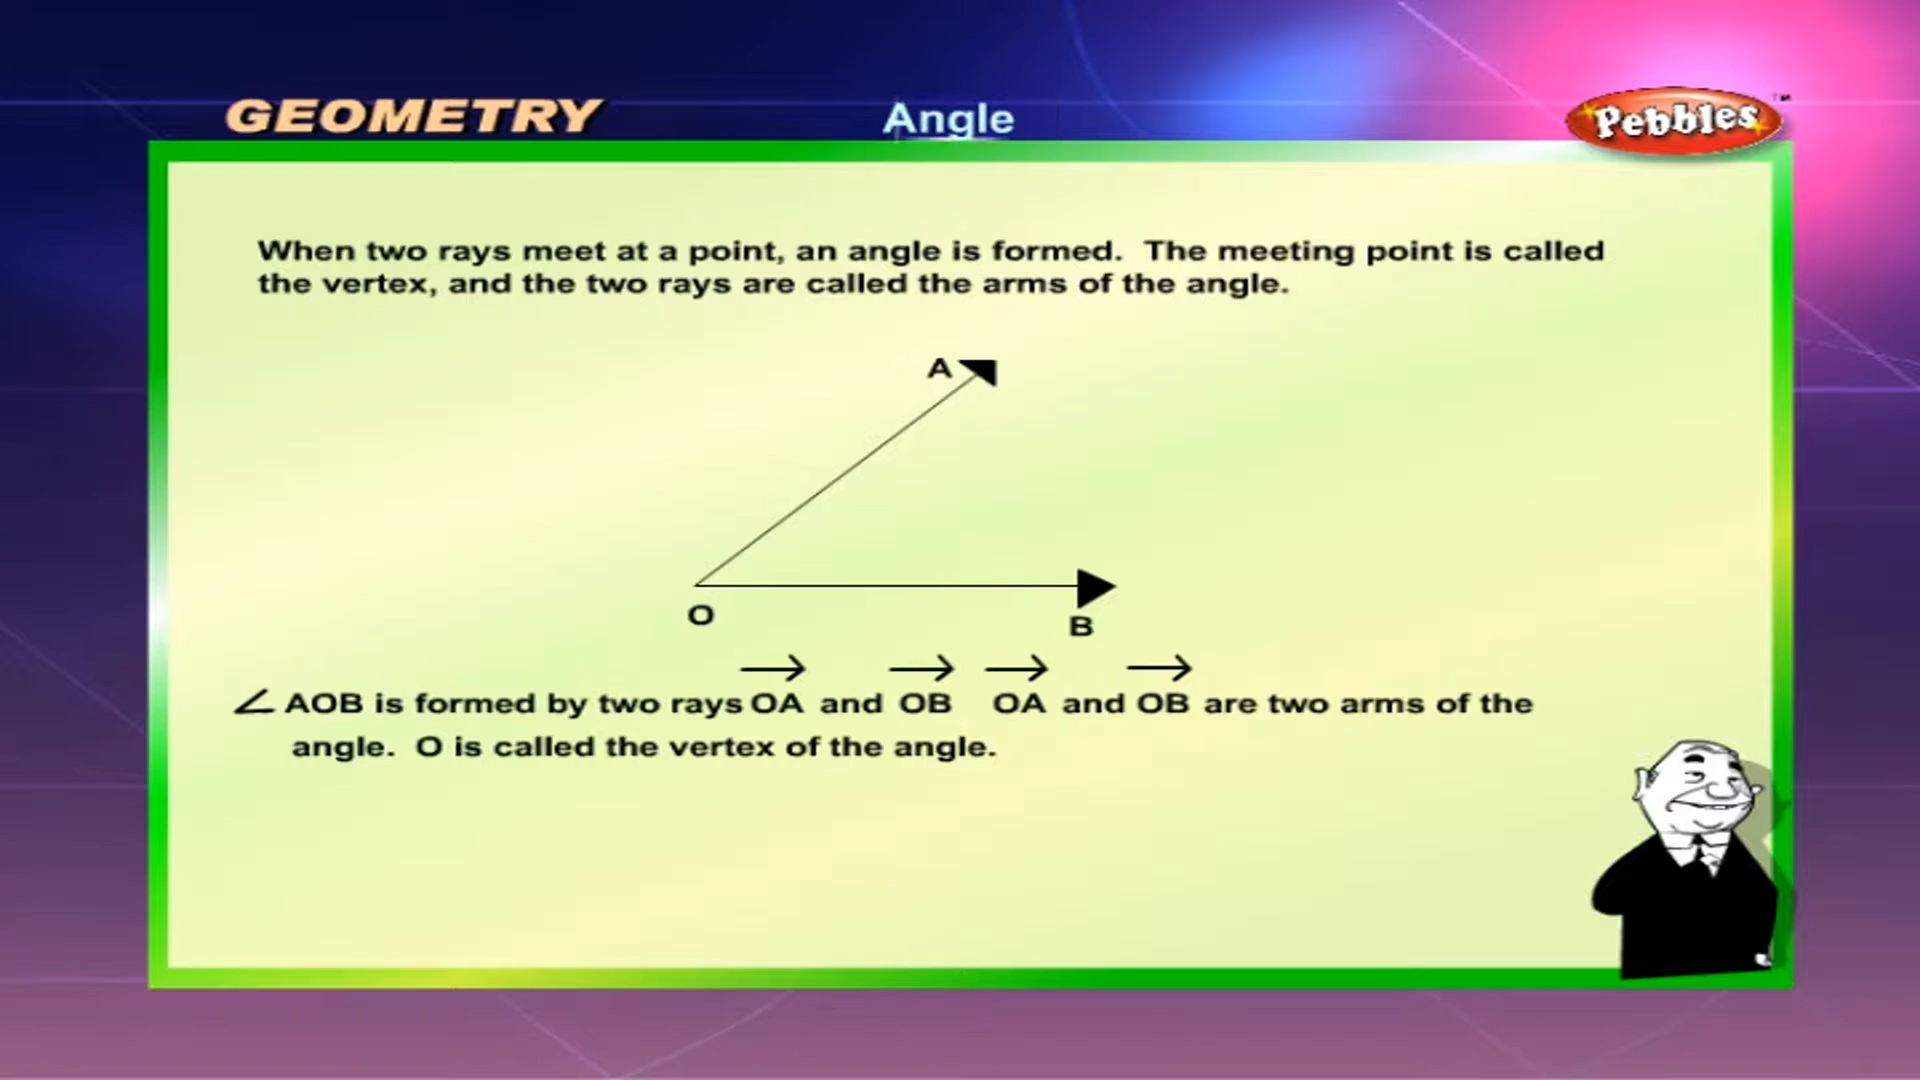 GEOMETRY
Angle
Pebbles™
When two rays meet at a point, an angle is formed. The meeting point is called
the vertex, and the two rays are called the arms of the angle.
A
O
B
→ → → →
∠ AOB is formed by two rays OA and OB OA and OB are two arms of the
angle. O is called the vertex of the angle.